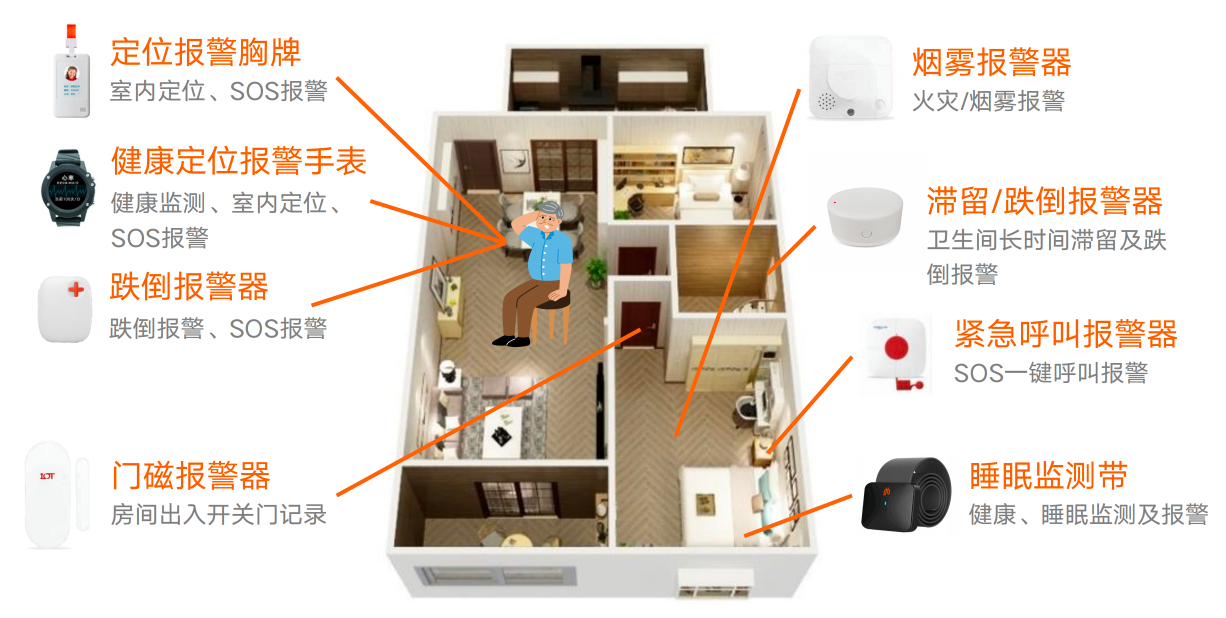 定位报警胸牌
室内定位、SOS报警
健康定位报警手表
健康监测、室内定位、
SOS报警
跌倒报警器
跌倒报警、SOS报警
门磁报警器
房间出入开关门记录
烟雾报警器
火灾/烟雾报警
滞留/跌倒报警器
卫生间长时间滞留及跌
倒报警
紧急呼叫报警器
SOS一键呼叫报警
睡眠监测带
健康、睡眠监测及报警
心率